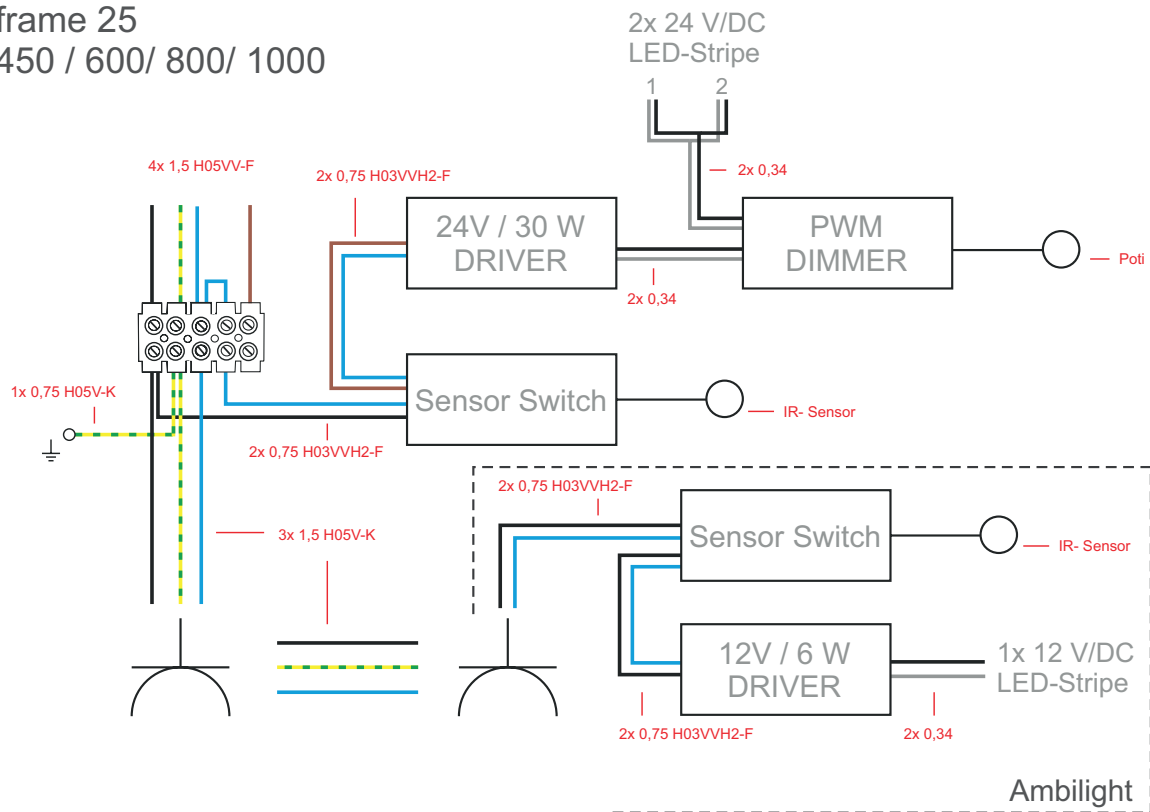 frame 25
450 / 600/ 800/ 1000
2x 24 V/DC
LED-Stripe
1 2
4x 1,5 H05VV-F
2x 0,75 H03VVH2-F
2x 0,34
24V / 30 W
DRIVER
PWM
DIMMER
Poti
2x 0,34
1x 0,75 H05V-K
Sensor Switch
IR- Sensor
2x 0,75 H03VVH2-F
2x 0,75 H03VVH2-F
3x 1,5 H05V-K
Sensor Switch
IR- Sensor
12V / 6 W
DRIVER
1x 12 V/DC
LED-Stripe
2x 0,75 H03VVH2-F
2x 0,34
Ambilight